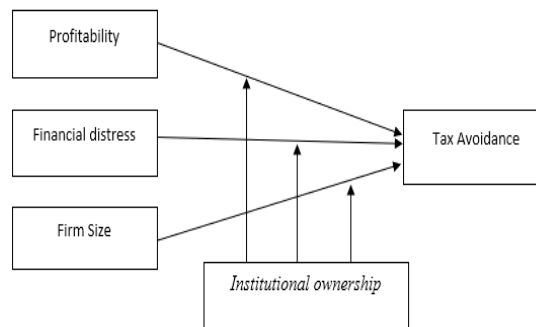 Profitability
Financial distress
Tax Avoidance
Firm Size
Institutional ownership